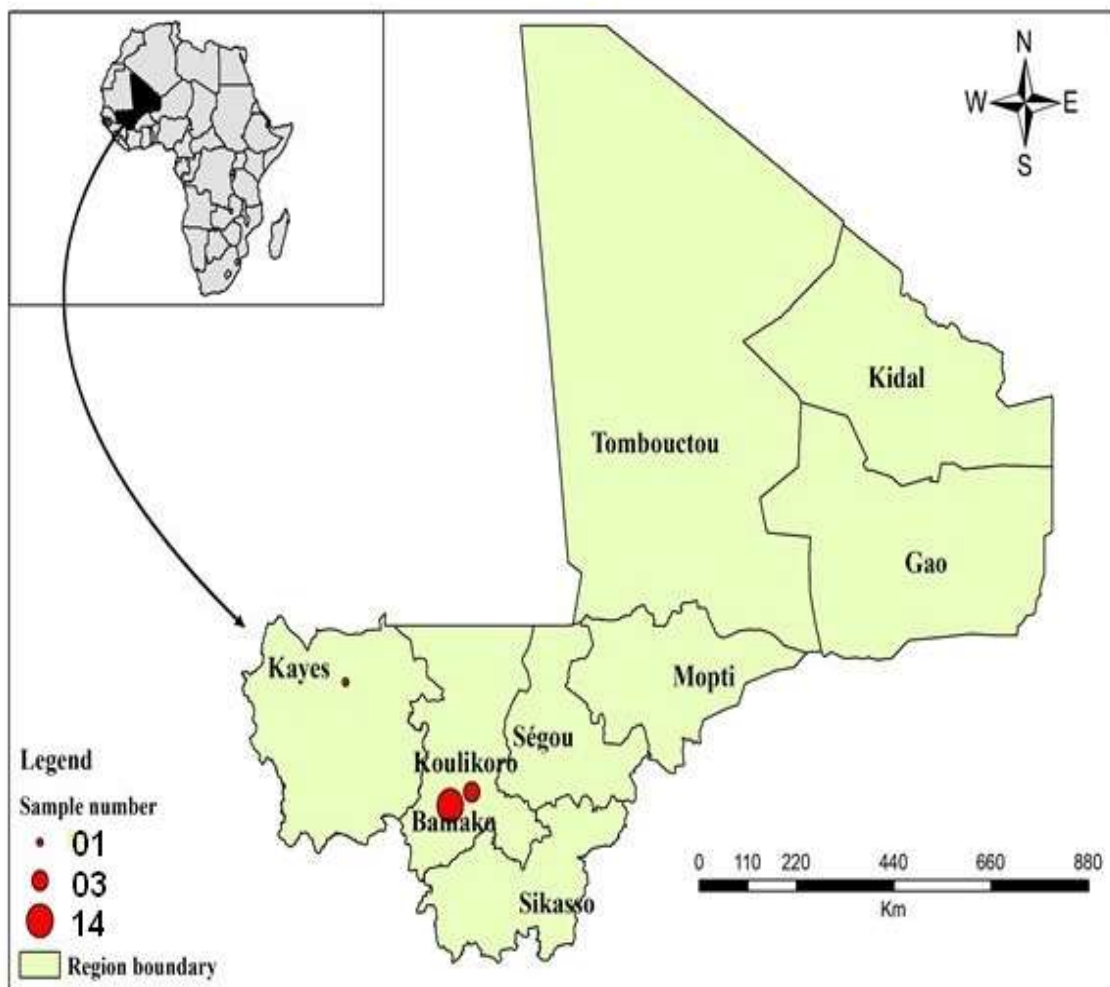 N
W E
S
Kidal
Tombouctou
Gao
Kayes
Mopti
Ségou
Koulikoro
Bamako
Sikasso
Legend
Sample number
01
03
14
Region boundary
0 110 220 440 660 880
Km